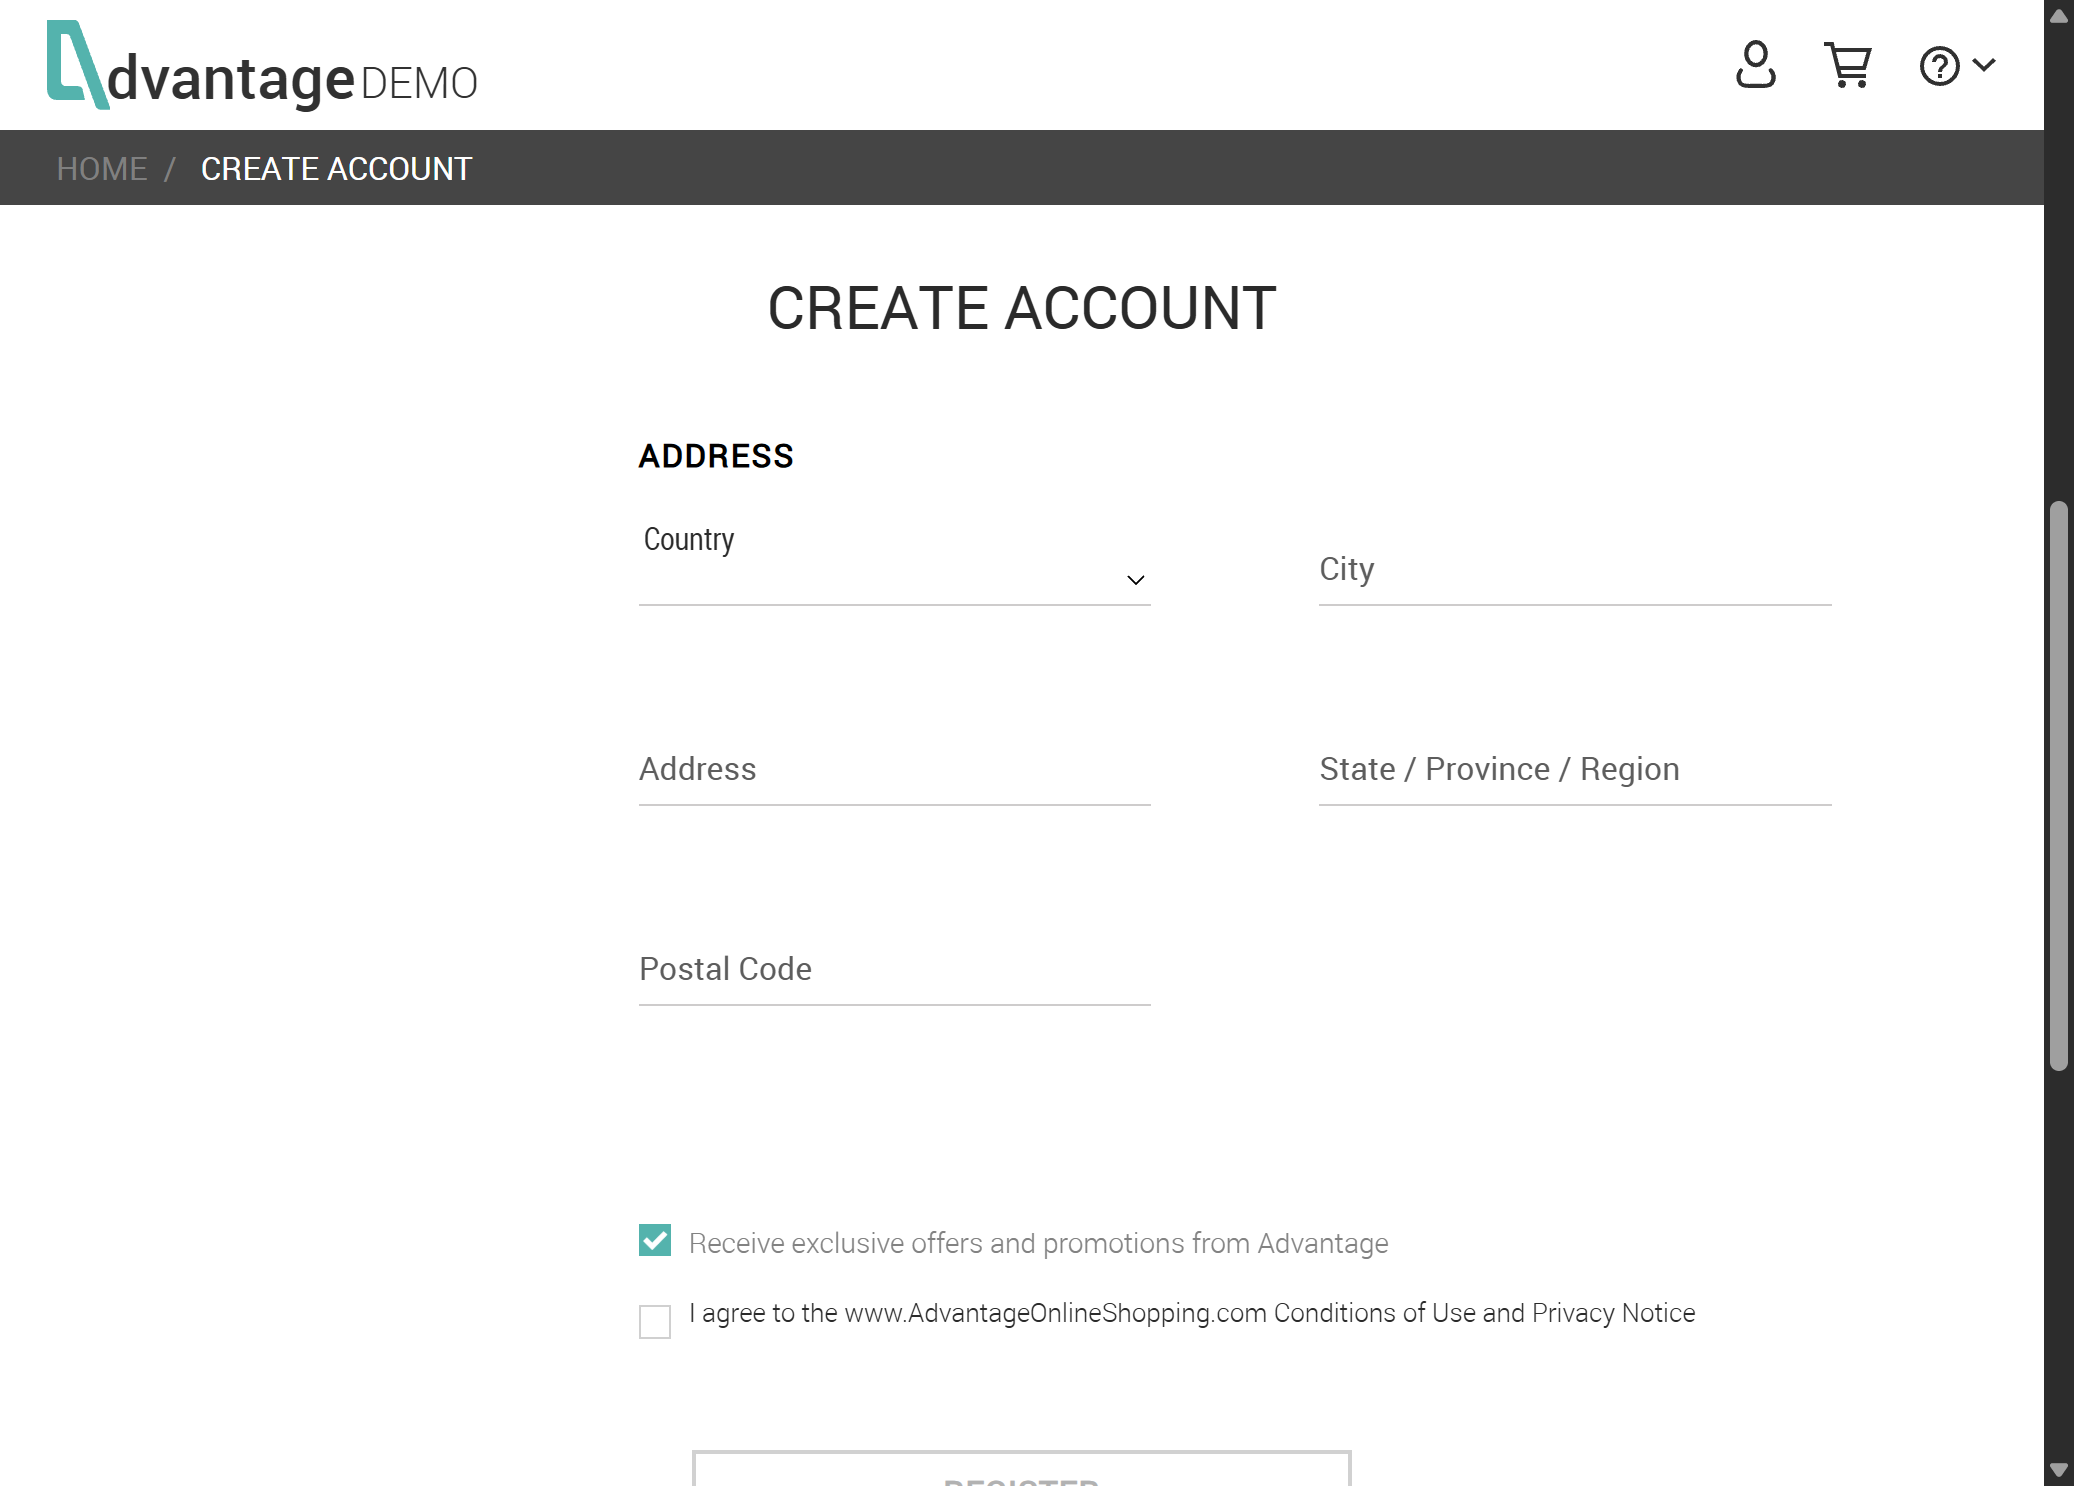 dvantage DEMO
HOME / CREATE ACCOUNT
CREATE ACCOUNT
ADDRESS
Country
City
Address
State / Province / Region
Postal Code
Receive exclusive offers and promotions from Advantage
I agree to the www.AdvantageOnlineShopping.com Conditions of Use and Privacy Notice
REGISTER